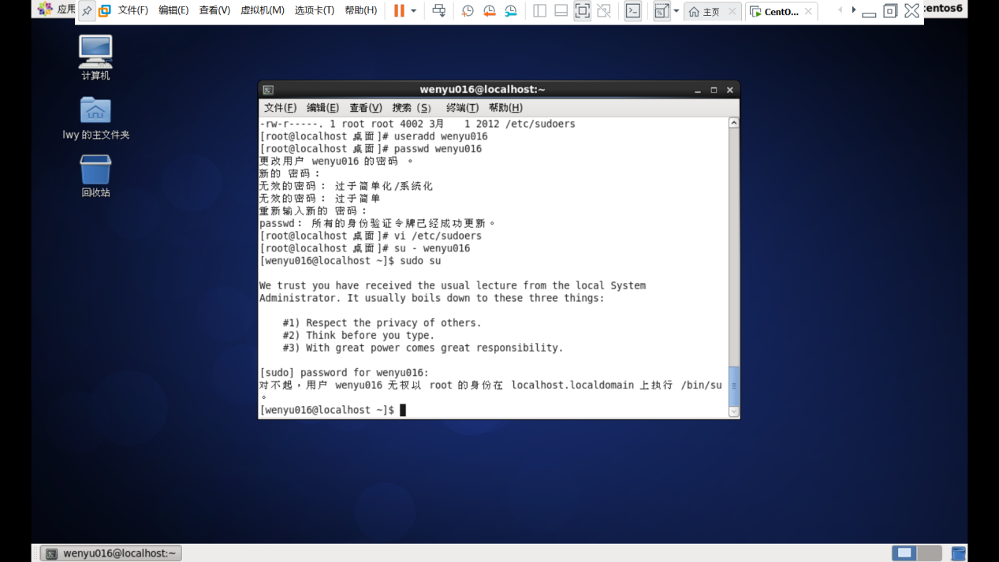 应用
文件(F) 编辑(E) 查看(V) 虚拟机(M) 选项卡(T) 帮助(H) 主页 CentO... centos6
计算机
lwy 的主文件夹
回收站
wenyu016@localhost:~
文件(F) 编辑(E) 查看(V) 搜索 (S) 终端(T) 帮助(H)
-rw-r-----. 1 root root 4002 3月 1 2012 /etc/sudoers
[root@localhost 桌面]# useradd wenyu016
[root@localhost 桌面]# passwd wenyu016
更改用户 wenyu016 的密码 。
新的 密码：
无效的密码： 过于简单化/系统化
无效的密码： 过于简单
重新输入新的 密码：
passwd： 所有的身份验证令牌已经成功更新。
[root@localhost 桌面]# vi /etc/sudoers
[root@localhost 桌面]# su - wenyu016
[wenyu016@localhost ~]$ sudo su
We trust you have received the usual lecture from the local System
Administrator. It usually boils down to these three things:
#1) Respect the privacy of others.
#2) Think before you type.
#3) With great power comes great responsibility.
[sudo] password for wenyu016:
对不起，用户 wenyu016 无权以 root 的身份在 localhost.localdomain 上执行 /bin/su
。
[wenyu016@localhost ~]$
wenyu016@localhost:~